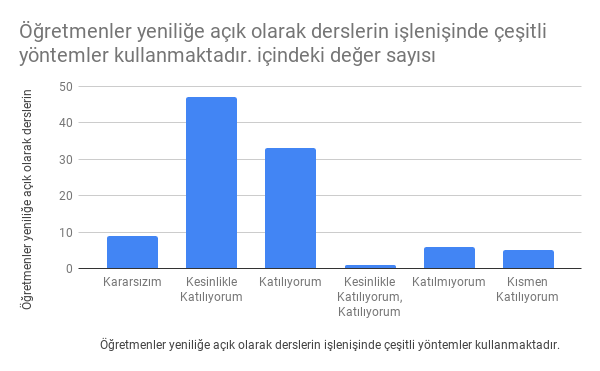 Öğretmenler yeniliğe açık olarak derslerin işlenişinde çeşitli
yöntemler kullanmaktadır. içindeki değer sayısı
Öğretmenler yeniliğe açık olarak derslerin
50
40
30
20
10
0
Kararsızım
Kesinlikle
Katılıyorum
Katılıyorum
Kesinlikle
Katılıyorum,
Katılıyorum
Katılmıyorum
Kısmen
Katılıyorum
Öğretmenler yeniliğe açık olarak derslerin işlenişinde çeşitli yöntemler kullanmaktadır.